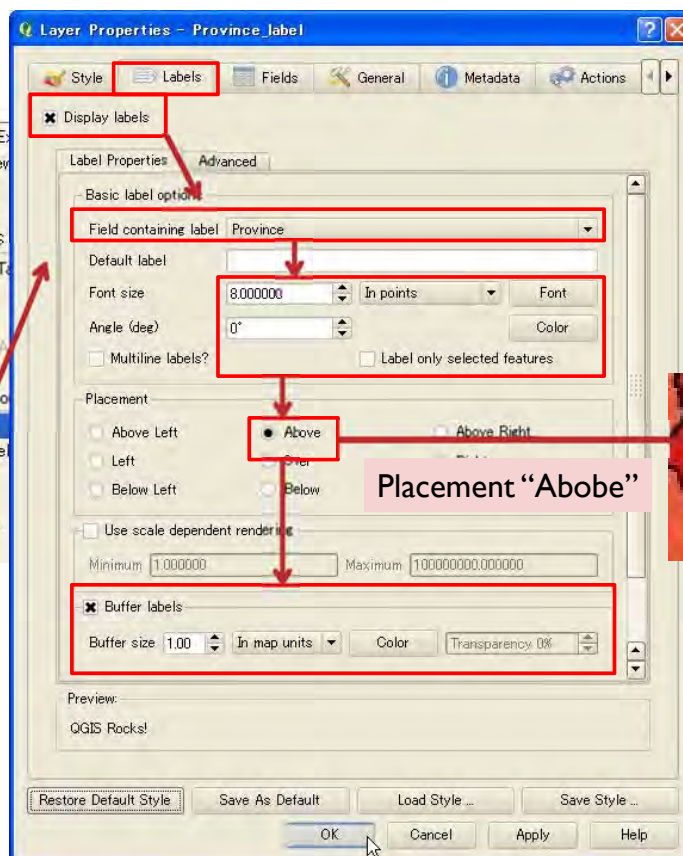 Layer Properties - Province_label
Style Labels Fields General Metadata Actions
Display labels
Label Properties Advanced
Basic label options
Field containing label Province
Default label
Font size 8.000000 In points Font
Angle (deg) 0° Color
Multiline labels? Label only selected features
Placement
Above Left Above Above Right
Left Over
Below Left Below
Placement “Abobe”
Use scale dependent rendering
Minimum 1.000000 Maximum 100000000.000000
Buffer labels
Buffer size 1.00 In map units Color Transparency 0%
Preview:
QGIS Rocks!
Restore Default Style Save As Default Load Style ... Save Style ...
OK Cancel Apply Help